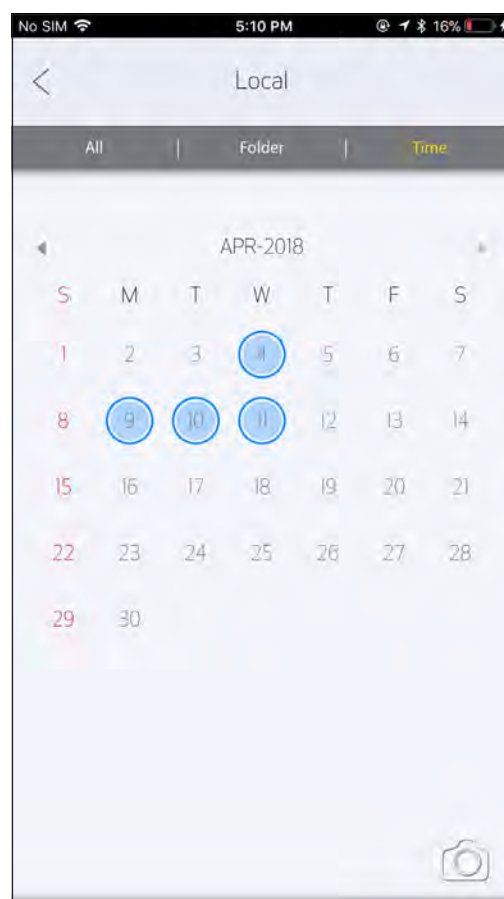 No SIM 5:10 PM 16%
Local
All | Folder | Time
APR-2018
S M T W T F S
1 2 3 4 5 6 7
8 9 10 11 12 13 14
15 16 17 18 19 20 21
22 23 24 25 26 27 28
29 30